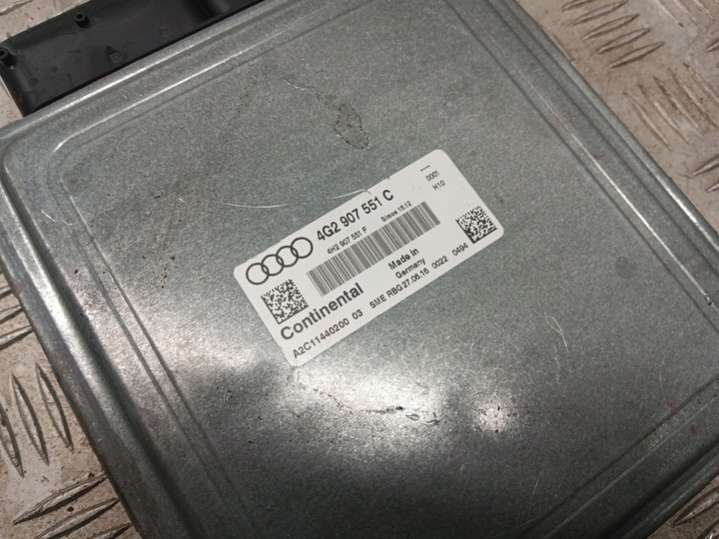 4G2 907 551 C
4H2 907 551 F Simos 16.12
0001
H10
Made in
Germany
Continental
SME RBG 27.06.16 0022 0494
A2C11440200 03